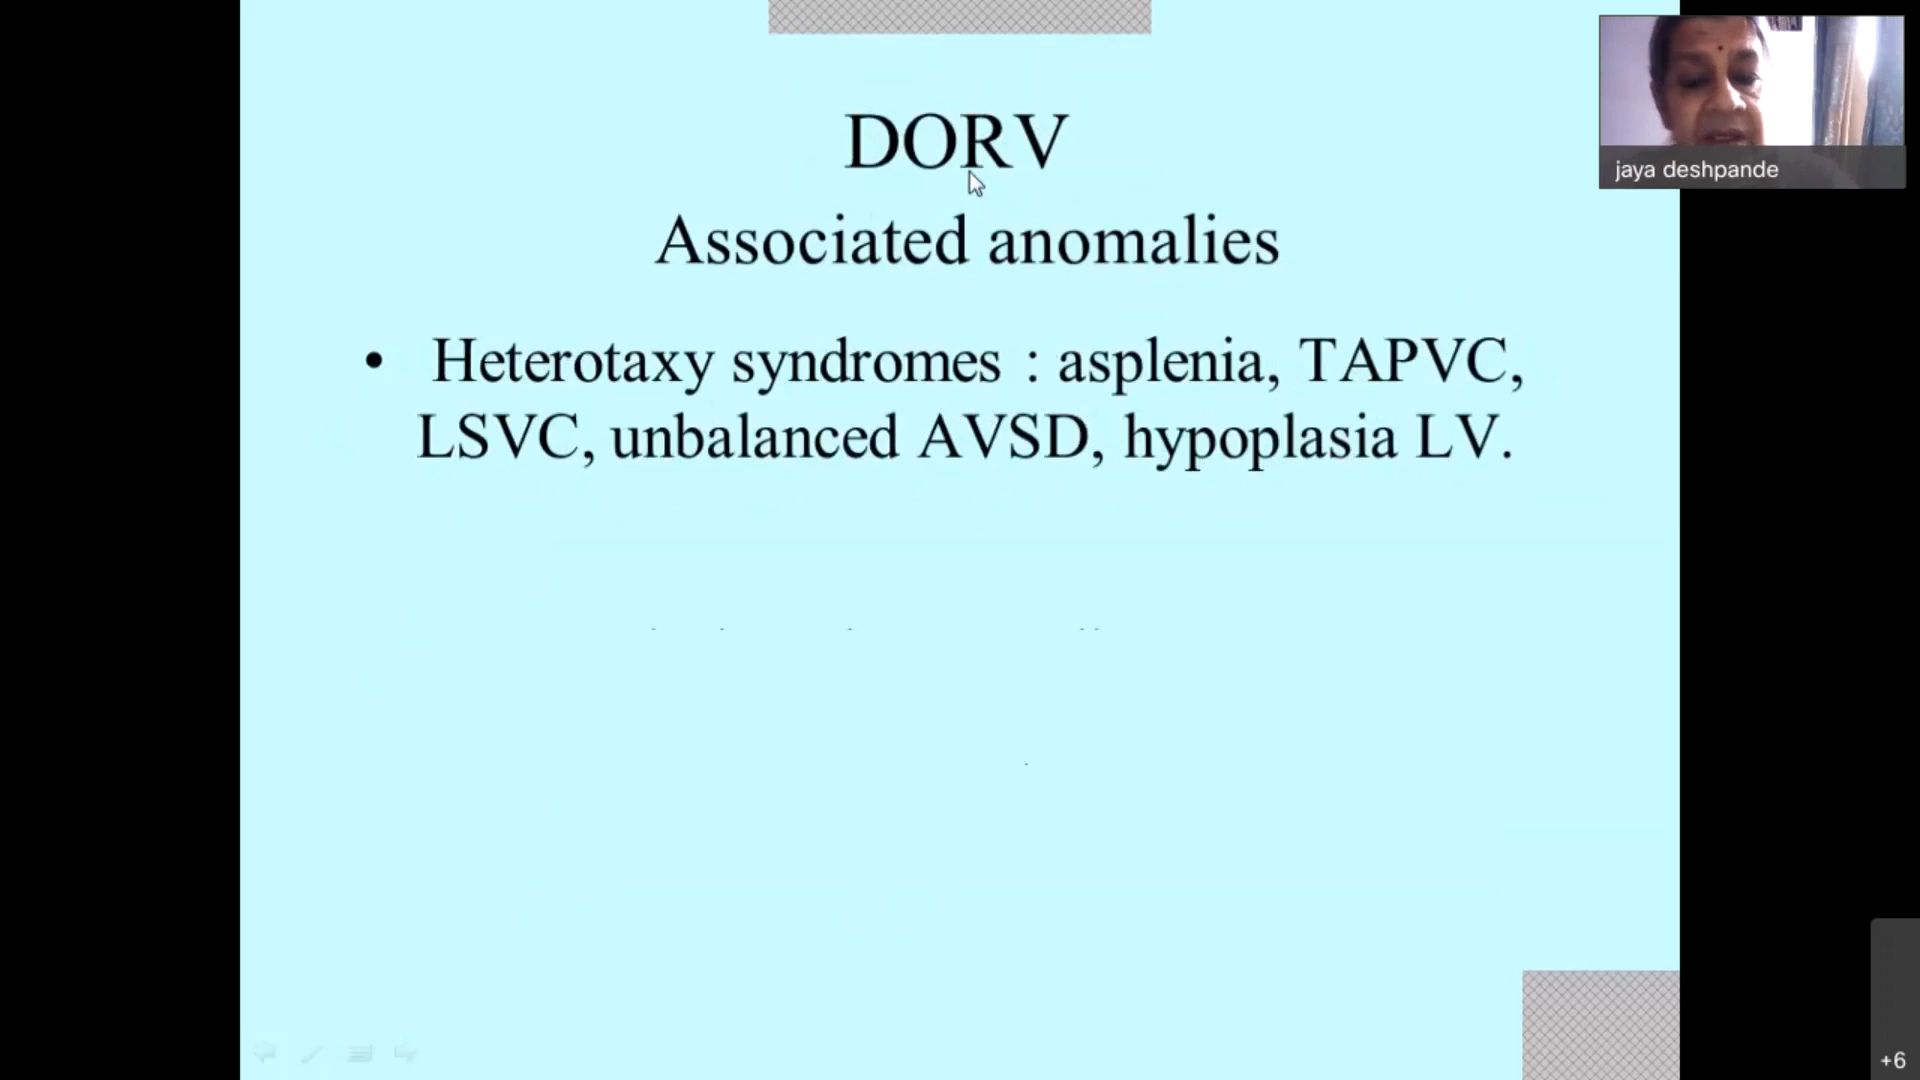 DORV
Associated anomalies
• Heterotaxy syndromes : asplenia, TAPVC,
LSVC, unbalanced AVSD, hypoplasia LV.
jaya deshpande
+6